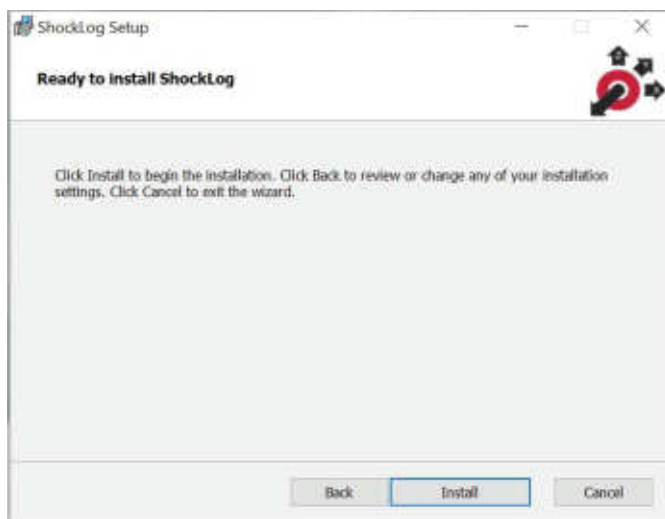 ShockLog Setup
Ready to install ShockLog
Click Install to begin the installation. Click Back to review or change any of your installation
settings. Click Cancel to exit the wizard.
Back
Install
Cancel